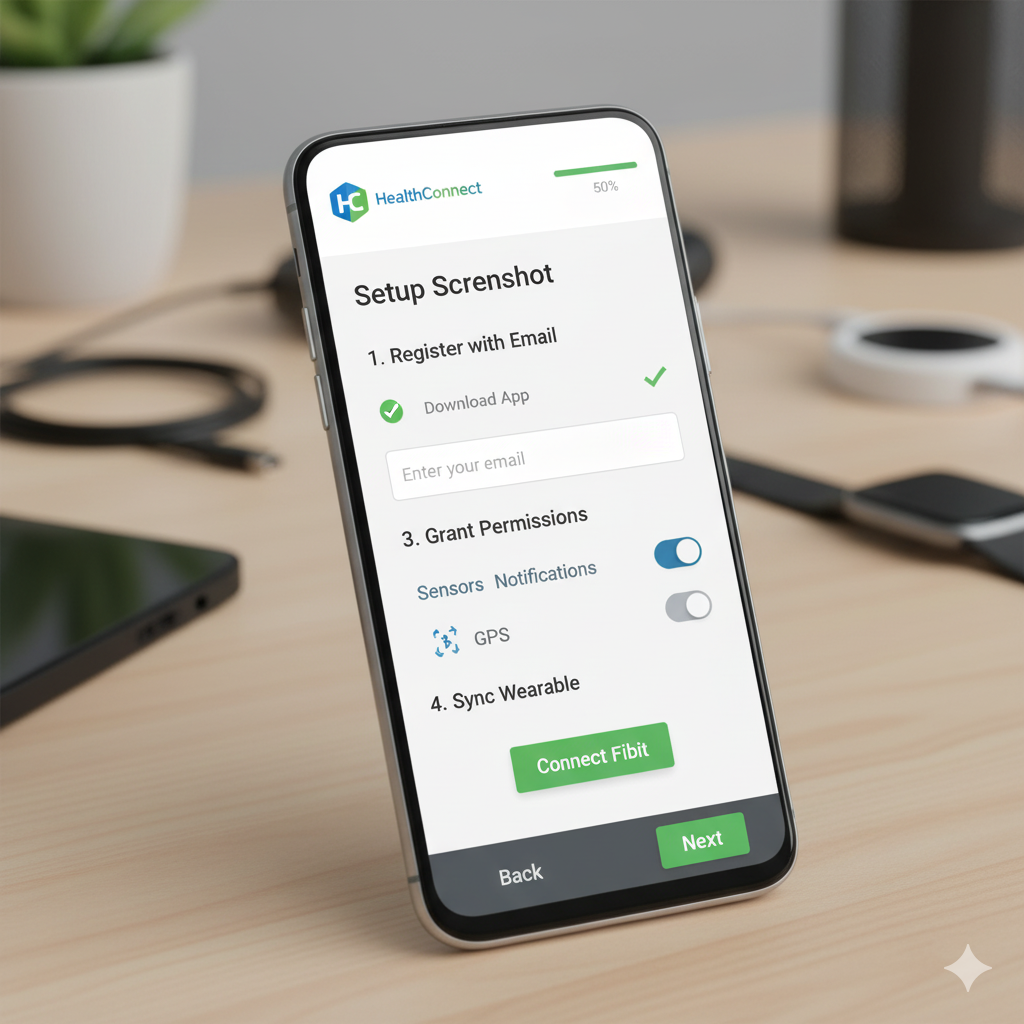 HC HealthConnect
50%
Setup Screnshot
1. Register with Email
Download App
Enter your email
3. Grant Permissions
Sensors Notifications
GPS
4. Sync Wearable
Connect Fibit
Back
Next